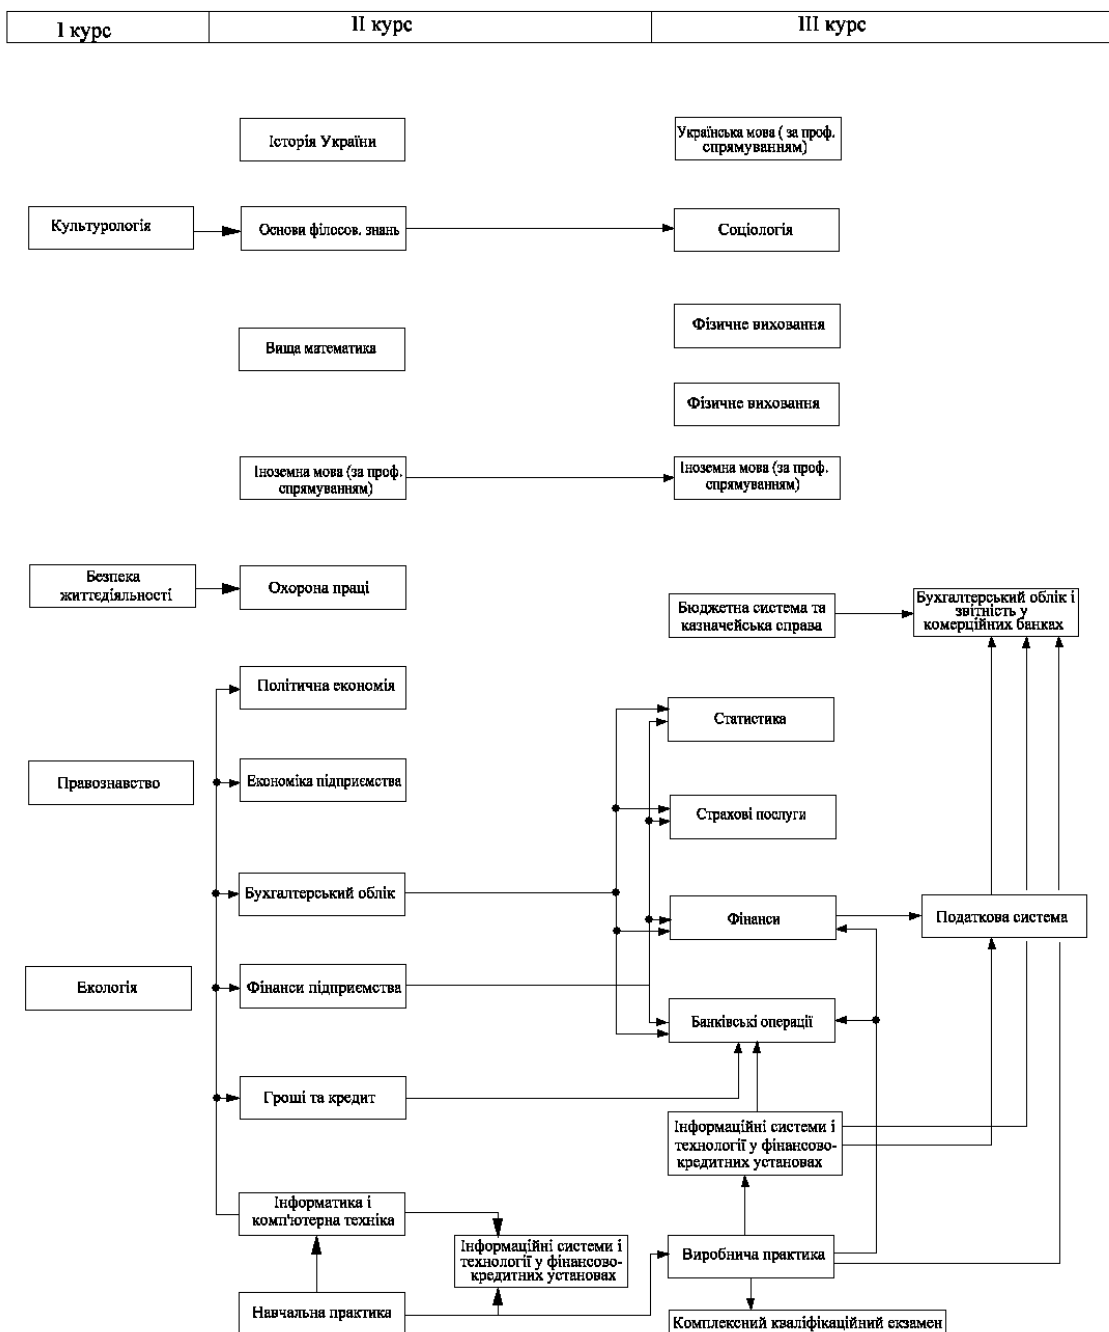 І курс
ІІ курс
ІІІ курс
Історія України
Українська мова ( за проф.
спрямуванням)
Культурологія
Основи філосов. знань
Соціологія
Вища математика
Фізичне виховання
Фізичне виховання
Іноземна мова (за проф.
спрямуванням)
Іноземна мова (за проф.
спрямуванням)
Безпека
життєдіяльності
Охорона праці
Бюджетна система та
казначейська справа
Бухгалтерський облік і
звітність у
комерційних банках
Політична економія
Статистика
Правознавство
Економіка підприємства
Страхові послуги
Бухгалтерський облік
Фінанси
Податкова система
Екологія
Фінанси підприємства
Банківські операції
Гроші та кредит
Інформаційні системи і
технології у фінансово-
кредитних установах
Інформатика і
комп'ютерна техніка
Інформаційні системи і
технології у фінансово-
кредитних установах
Виробнича практика
Навчальна практика
Комплексний кваліфікаційний екзамен